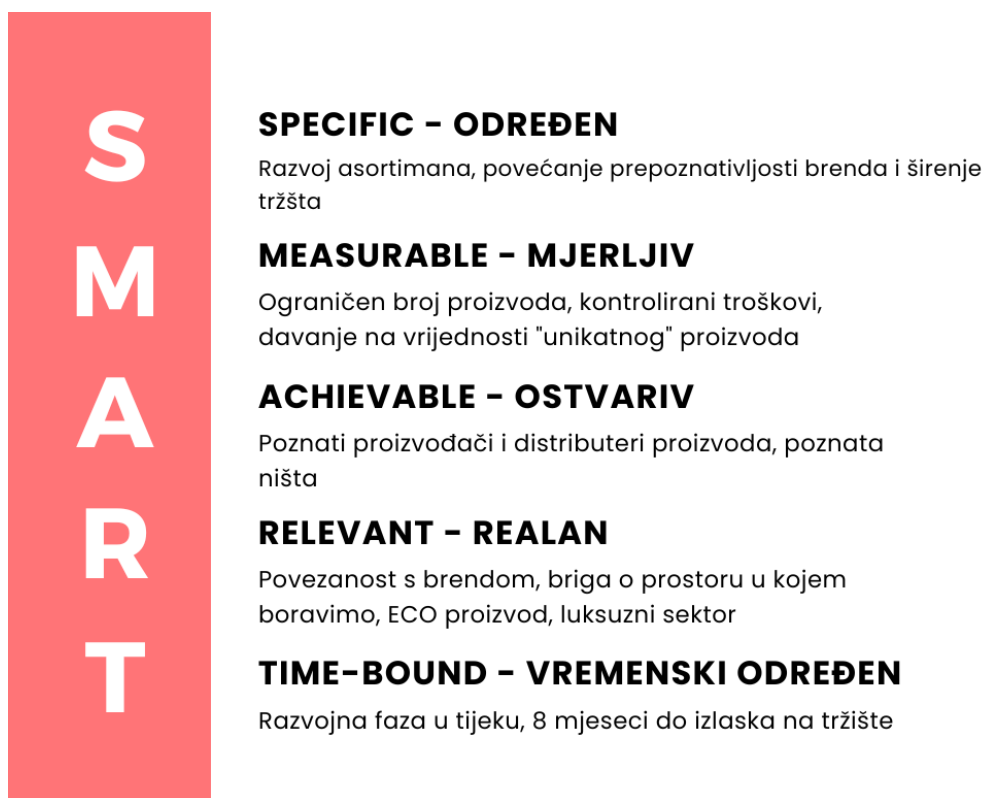 S
SPECIFIC - ODREĐEN
Razvoj asortimana, povećanje prepoznativljosti brenda i širenje
tržšta
M
MEASURABLE - MJERLJIV
Ograničen broj proizvoda, kontrolirani troškovi,
davanje na vrijednosti "unikatnog" proizvoda
A
ACHIEVABLE - OSTVARIV
Poznati proizvođači i distributeri proizvoda, poznata
ništa
R
RELEVANT - REALAN
Povezanost s brendom, briga o prostoru u kojem
boravimo, ECO proizvod, luksuzni sektor
T
TIME-BOUND - VREMENSKI ODREĐEN
Razvojna faza u tijeku, 8 mjeseci do izlaska na tržište